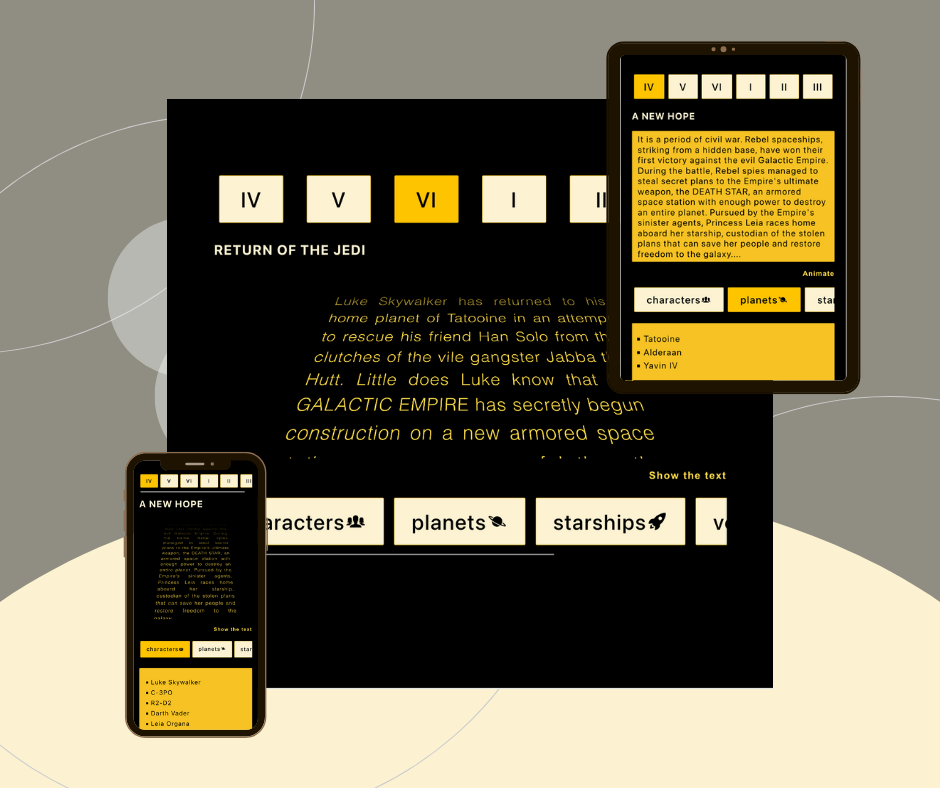 IV V VI I II
RETURN OF THE JEDI
Luke Skywalker has returned to his
home planet of Tatooine in an attemp
to rescue his friend Han Solo from th
clutches of the vile gangster Jabba t
Hutt. Little does Luke know that
GALACTIC EMPIRE has secretly begun
construction on a new armored space
Show the text
aracters planets starships ve
IV V VI I II III
A NEW HOPE
It is a period of civil war. Rebel spaceships,
striking from a hidden base, have won their
first victory against the evil Galactic Empire.
During the battle, Rebel spies managed to
steal secret plans to the Empire's ultimate
weapon, the DEATH STAR, an armored
space station with enough power to destroy
an entire planet. Pursued by the Empire's
sinister agents, Princess Leia races home
aboard her starship, custodian of the stolen
plans that can save her people and restore
freedom to the galaxy....
Animate
characters planets star
▪ Tatooine
▪ Alderaan
▪ Yavin IV
IV V VI I II III
A NEW HOPE
managed to steal secret
plans to the Empire's ultimate
weapon, the DEATH STAR, an
armored space station with
enough power to destroy an
entire planet. Pursued by the
Empire's sinister agents,
Princess Leia races home
aboard her starship,
custodian of the stolen plans
that can save her people and
restore freedom to the
galaxy
Show the text
characters planets star
▪ Luke Skywalker
▪ C-3PO
▪ R2-D2
▪ Darth Vader
▪ Leia Organa